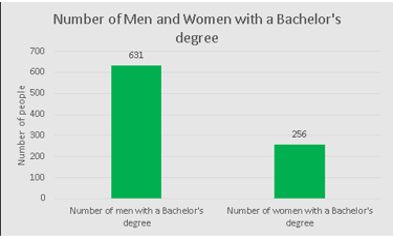 Number of Men and Women with a Bachelor's
degree
700
600
500
400
300
200
100
0
Number of people
631
256
Number of men with a Bachelor's
degree
Number of women with a Bachelor's
degree